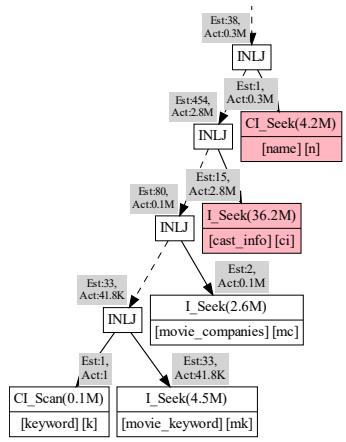 Est:38,
Act:0.3M
INLJ
Est:454,
Act:2.8M
Est:1,
Act:0.3M
INLJ
CI_Seek(4.2M)
[name] [n]
Est:80,
Act:0.1M
Est:15,
Act:2.8M
INLJ
I_Seek(36.2M)
[cast_info] [ci]
Est:33,
Act:41.8K
Est:2,
Act:0.1M
INLJ
I_Seek(2.6M)
[movie_companies] [mc]
Est:1,
Act:1
Est:33,
Act:41.8K
CI_Scan(0.1M)
[keyword] [k]
I_Seek(4.5M)
[movie_keyword] [mk]